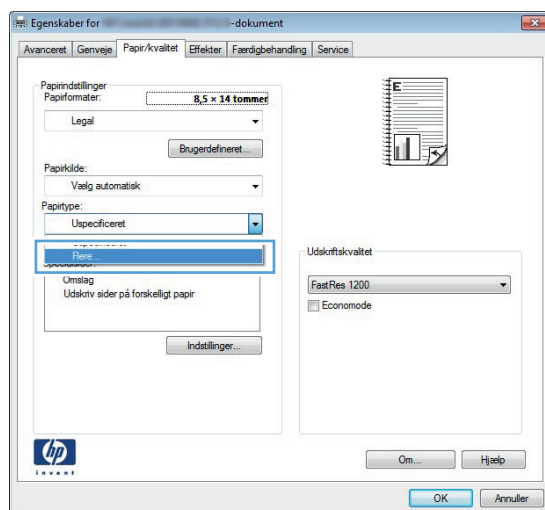 Egenskaber for -dokument
Avanceret Genveje Papir/kvalitet Effekter Færdigbehandling Service
Papirindstillinger
Papirformater: 8,5 × 14 tommer
Legal
Brugerdefineret...
Papirkilde:
Vælg automatisk
Papirtype:
Uspecificeret
Flere...
Omslag
Udskriv sider på forskelligt papir
Indstillinger...
E
Udskriftskvalitet
FastRes 1200
Economode
hp
invent
Om... Hjælp
OK Annuller